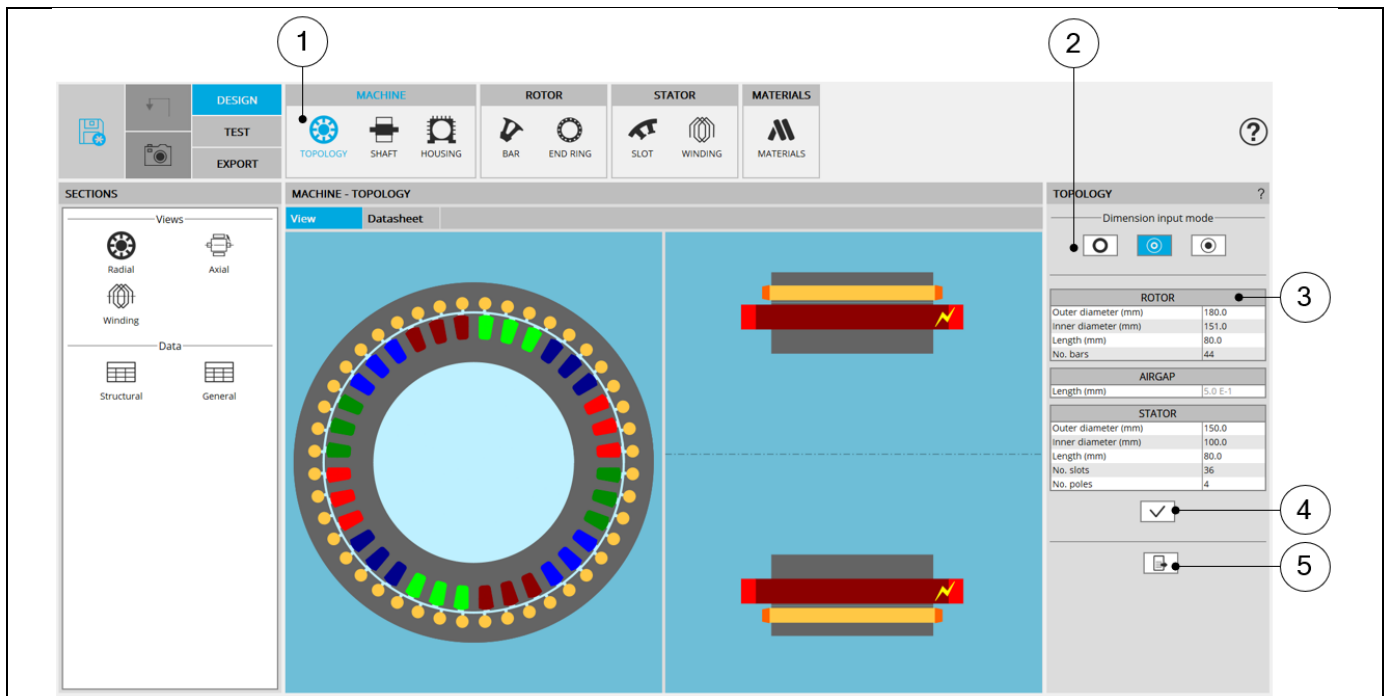 1
2
DESIGN
TEST
EXPORT
MACHINE
ROTOR
STATOR
MATERIALS
TOPOLOGY
SHAFT
HOUSING
BAR
END RING
SLOT
WINDING
MATERIALS
?
SECTIONS
MACHINE - TOPOLOGY
TOPOLOGY ?
Views
View
Datasheet
Dimension input mode
Radial
Axial
Winding
Data
Structural
General
ROTOR
3
Outer diameter (mm) 180.0
Inner diameter (mm) 151.0
Length (mm) 80.0
No. bars 44
AIRGAP
Length (mm) 5.0 E-1
STATOR
Outer diameter (mm) 150.0
Inner diameter (mm) 100.0
Length (mm) 80.0
No. slots 36
No. poles 4
4
5